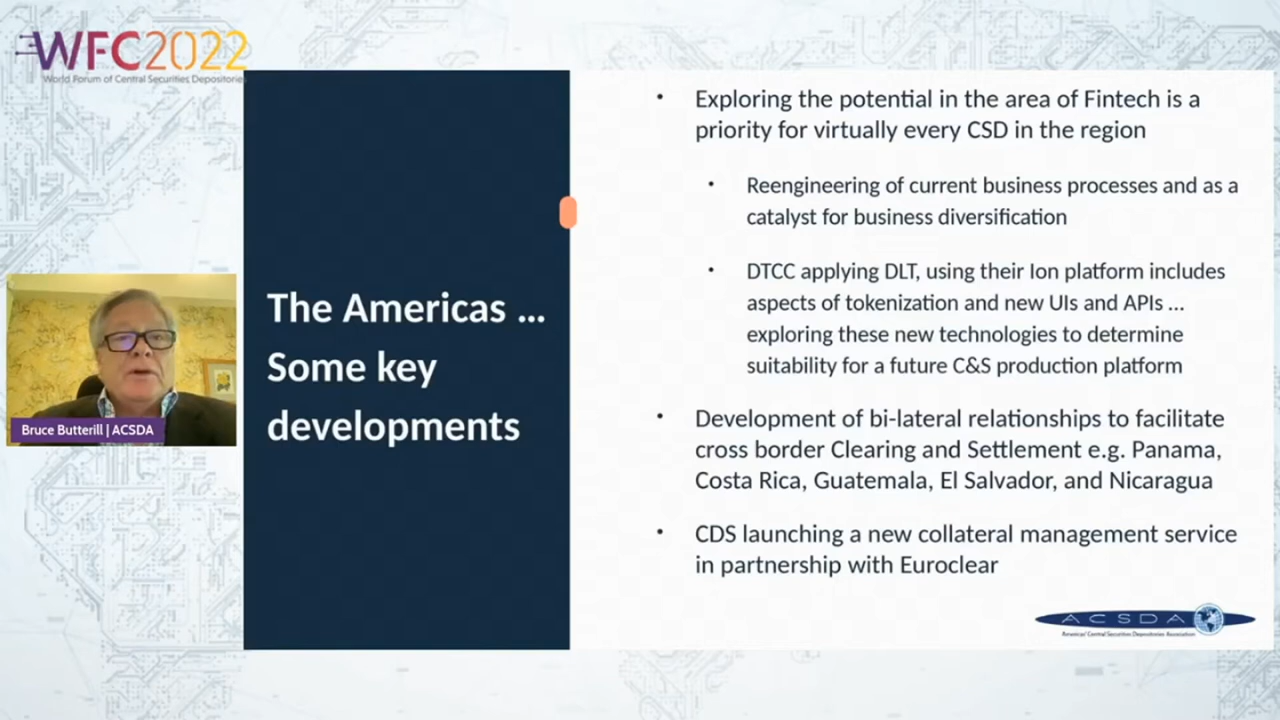 WFC2022
World Forum of Central Securities Depositories
The Americas ...
Some key
developments
Bruce Butterill | ACSDA
• Exploring the potential in the area of Fintech is a
priority for virtually every CSD in the region
• Reengineering of current business processes and as a
catalyst for business diversification
• DTCC applying DLT, using their Ion platform includes
aspects of tokenization and new UIs and APIs ...
exploring these new technologies to determine
suitability for a future C&S production platform
• Development of bi-lateral relationships to facilitate
cross border Clearing and Settlement e.g. Panama,
Costa Rica, Guatemala, El Salvador, and Nicaragua
• CDS launching a new collateral management service
in partnership with Euroclear
ACSDA
Americas' Central Securities Depositories Association